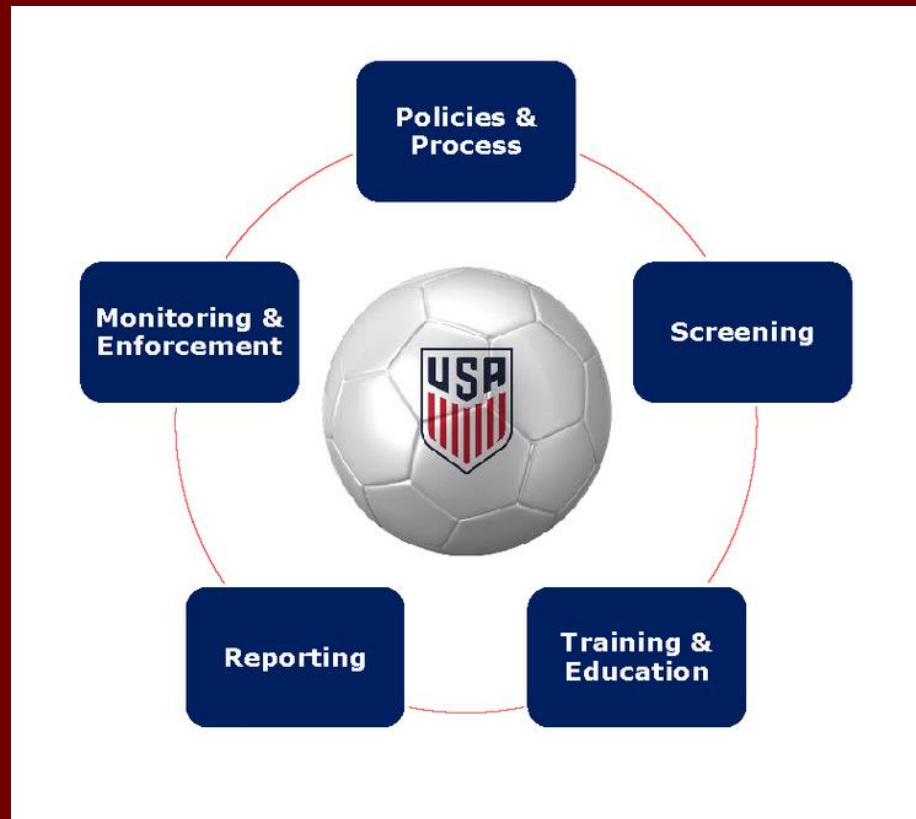 Policies &
Process
Monitoring &
Enforcement
Screening
USA
Reporting
Training &
Education